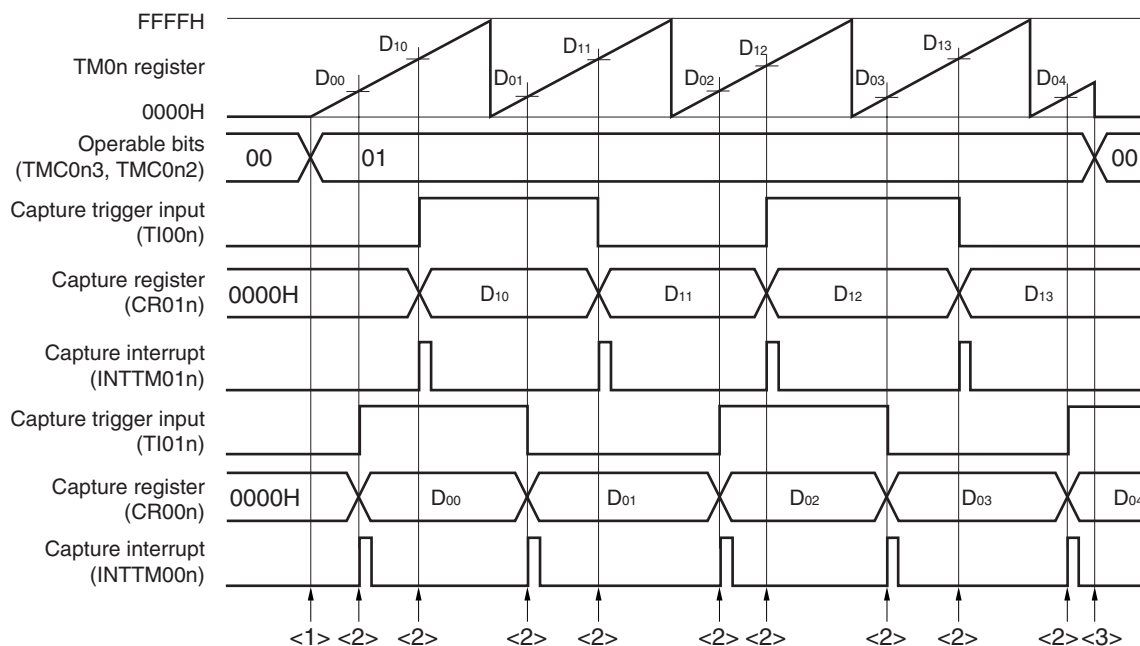 FFFFH
TM0n register
0000H
D00 D10 D01 D11 D02 D12 D03 D13 D04
Operable bits
(TMC0n3, TMC0n2)
00 01 00
Capture trigger input
(TI00n)
Capture register
(CR01n)
0000H D10 D11 D12 D13
Capture interrupt
(INTTM01n)
Capture trigger input
(TI01n)
Capture register
(CR00n)
0000H D00 D01 D02 D03 D04
Capture interrupt
(INTTM00n)
<1> <2> <2> <2> <2> <2> <2> <2> <2> <2> <3>